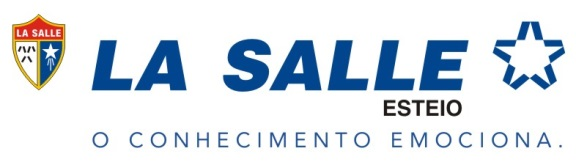 LA SALLE
LA SALLE
ESTEIO
O CONHECIMENTO EMOCIONA.